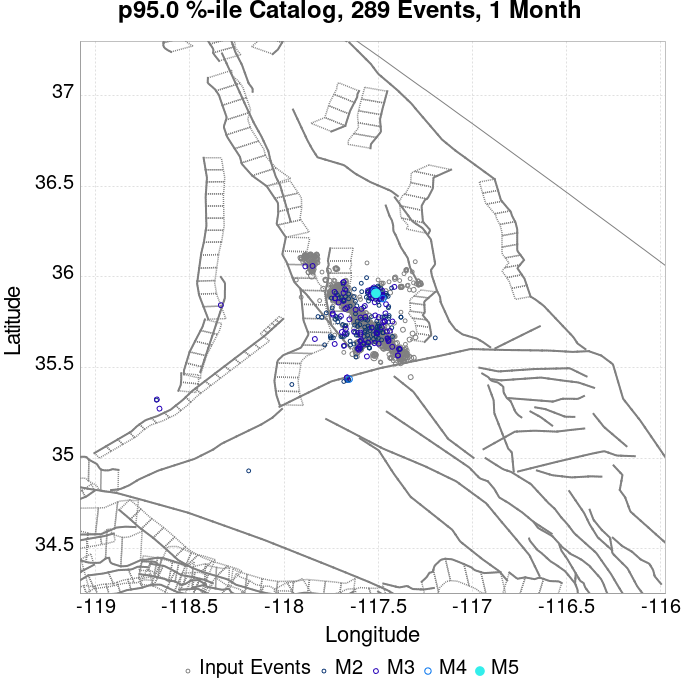 p95.0 %-ile Catalog, 289 Events, 1 Month
37
36.5
36
35.5
35
34.5
Latitude
-119 -118.5 -118 -117.5 -117 -116.5 -116
Longitude
Input Events M2 M3 M4 M5